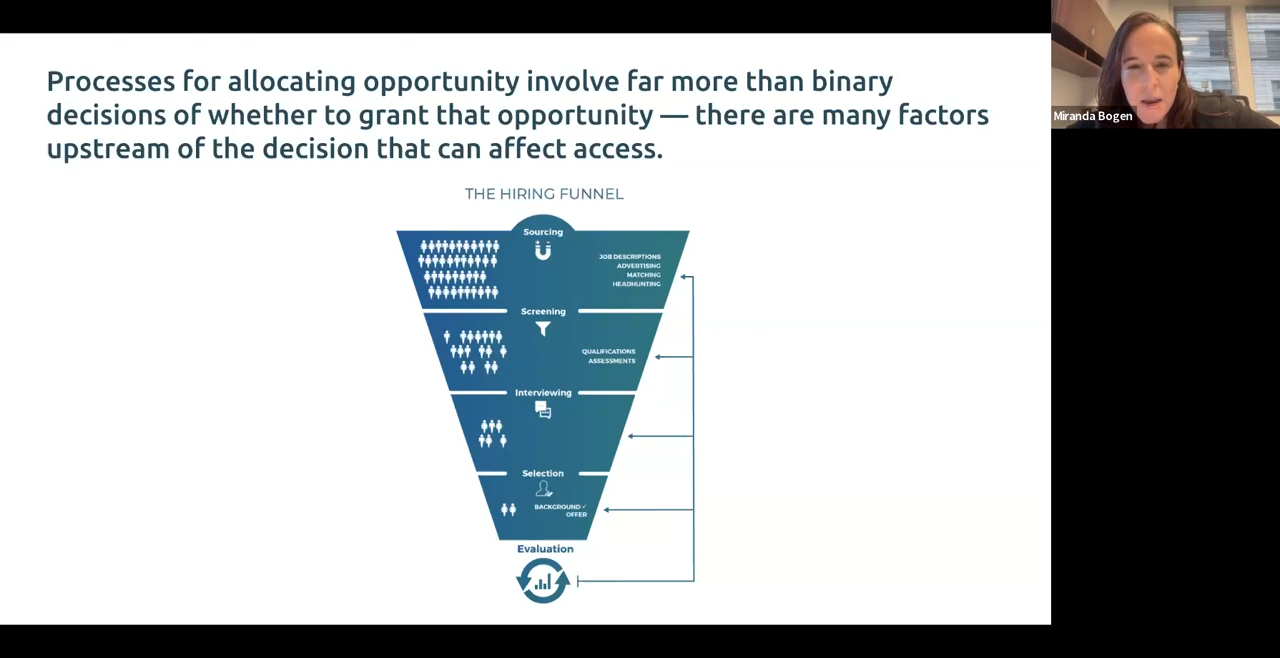 Processes for allocating opportunity involve far more than binary
decisions of whether to grant that opportunity — there are many factors
upstream of the decision that can affect access.
THE HIRING FUNNEL
Sourcing
JOB DESCRIPTIONS
ADVERTISING
MATCHING
HEADHUNTING
Screening
QUALIFICATIONS
ASSESSMENTS
Interviewing
Selection
BACKGROUND ✓
OFFER
Evaluation
Miranda Bogen